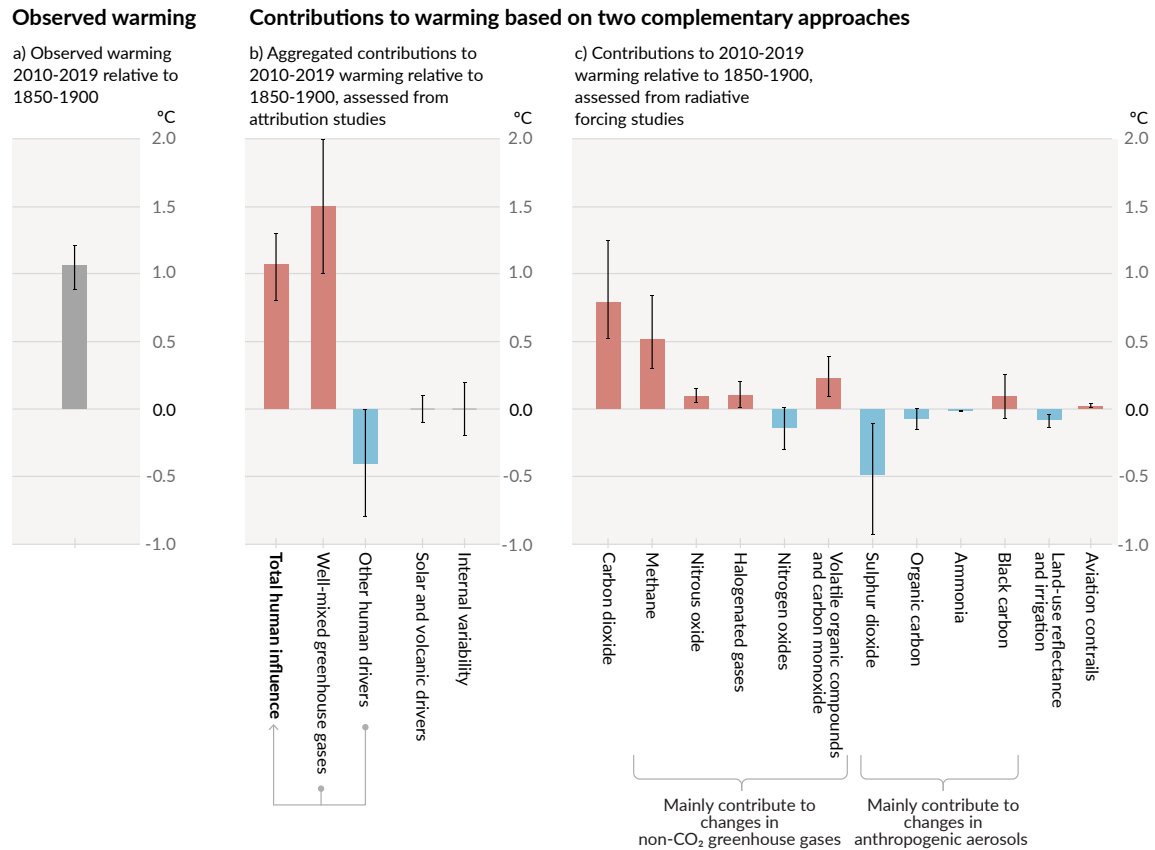 Observed warming
Contributions to warming based on two complementary approaches
a) Observed warming
2010-2019 relative to
1850-1900
b) Aggregated contributions to
2010-2019 warming relative to
1850-1900, assessed from
attribution studies
c) Contributions to 2010-2019
warming relative to 1850-1900,
assessed from radiative
forcing studies
°C
2.0
1.5
1.0
0.5
0.0
-0.5
-1.0
°C
2.0
1.5
1.0
0.5
0.0
-0.5
-1.0
°C
2.0
1.5
1.0
0.5
0.0
-0.5
-1.0
Total human influence
Well-mixed greenhouse gases
Other human drivers
Solar and volcanic drivers
Internal variability
Carbon dioxide
Methane
Nitrous oxide
Halogenated gases
Nitrogen oxides
Volatile organic compounds
and carbon monoxide
Sulphur dioxide
Organic carbon
Ammonia
Black carbon
Land-use reflectance
and irrigation
Aviation contrails
Mainly contribute to
changes in
non-CO₂ greenhouse gases
Mainly contribute to
changes in
anthropogenic aerosols